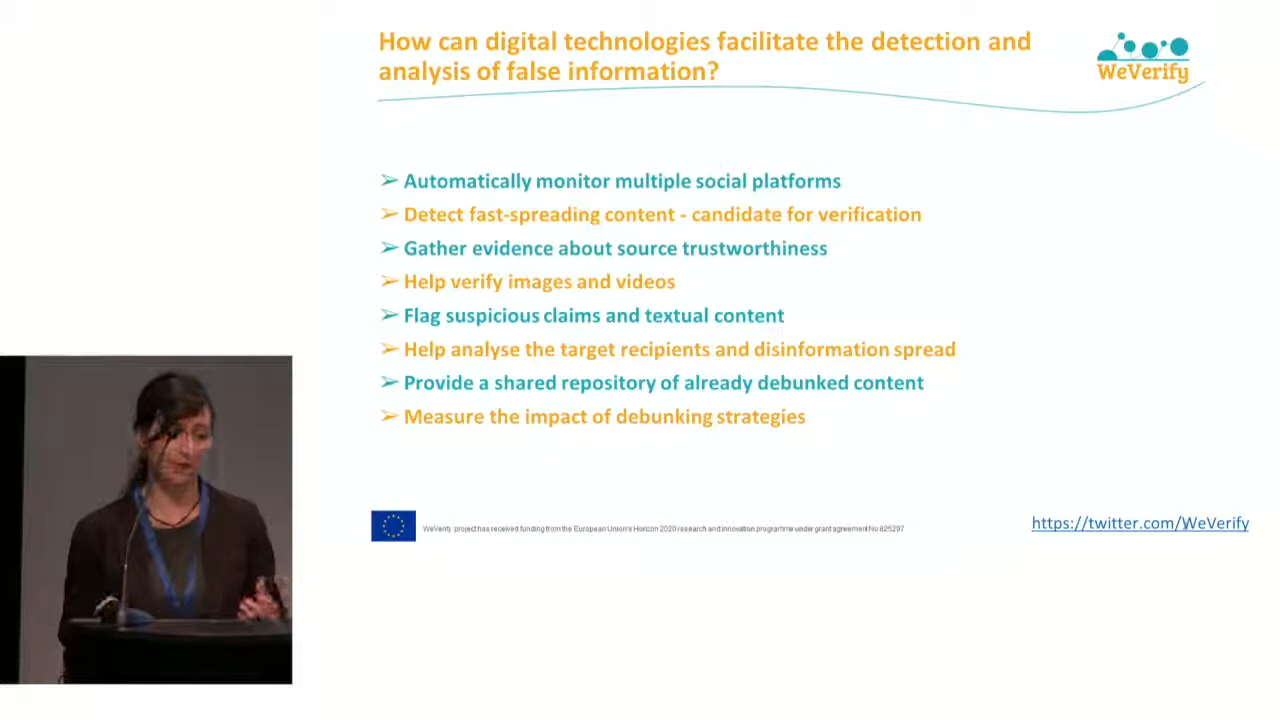 How can digital technologies facilitate the detection and
analysis of false information?
WeVerify
➢ Automatically monitor multiple social platforms
➢ Detect fast-spreading content - candidate for verification
➢ Gather evidence about source trustworthiness
➢ Help verify images and videos
➢ Flag suspicious claims and textual content
➢ Help analyse the target recipients and disinformation spread
➢ Provide a shared repository of already debunked content
➢ Measure the impact of debunking strategies
WeVerify project has received funding from the European Union's Horizon 2020 research and innovation programme under grant agreement No 825297
https://twitter.com/WeVerify